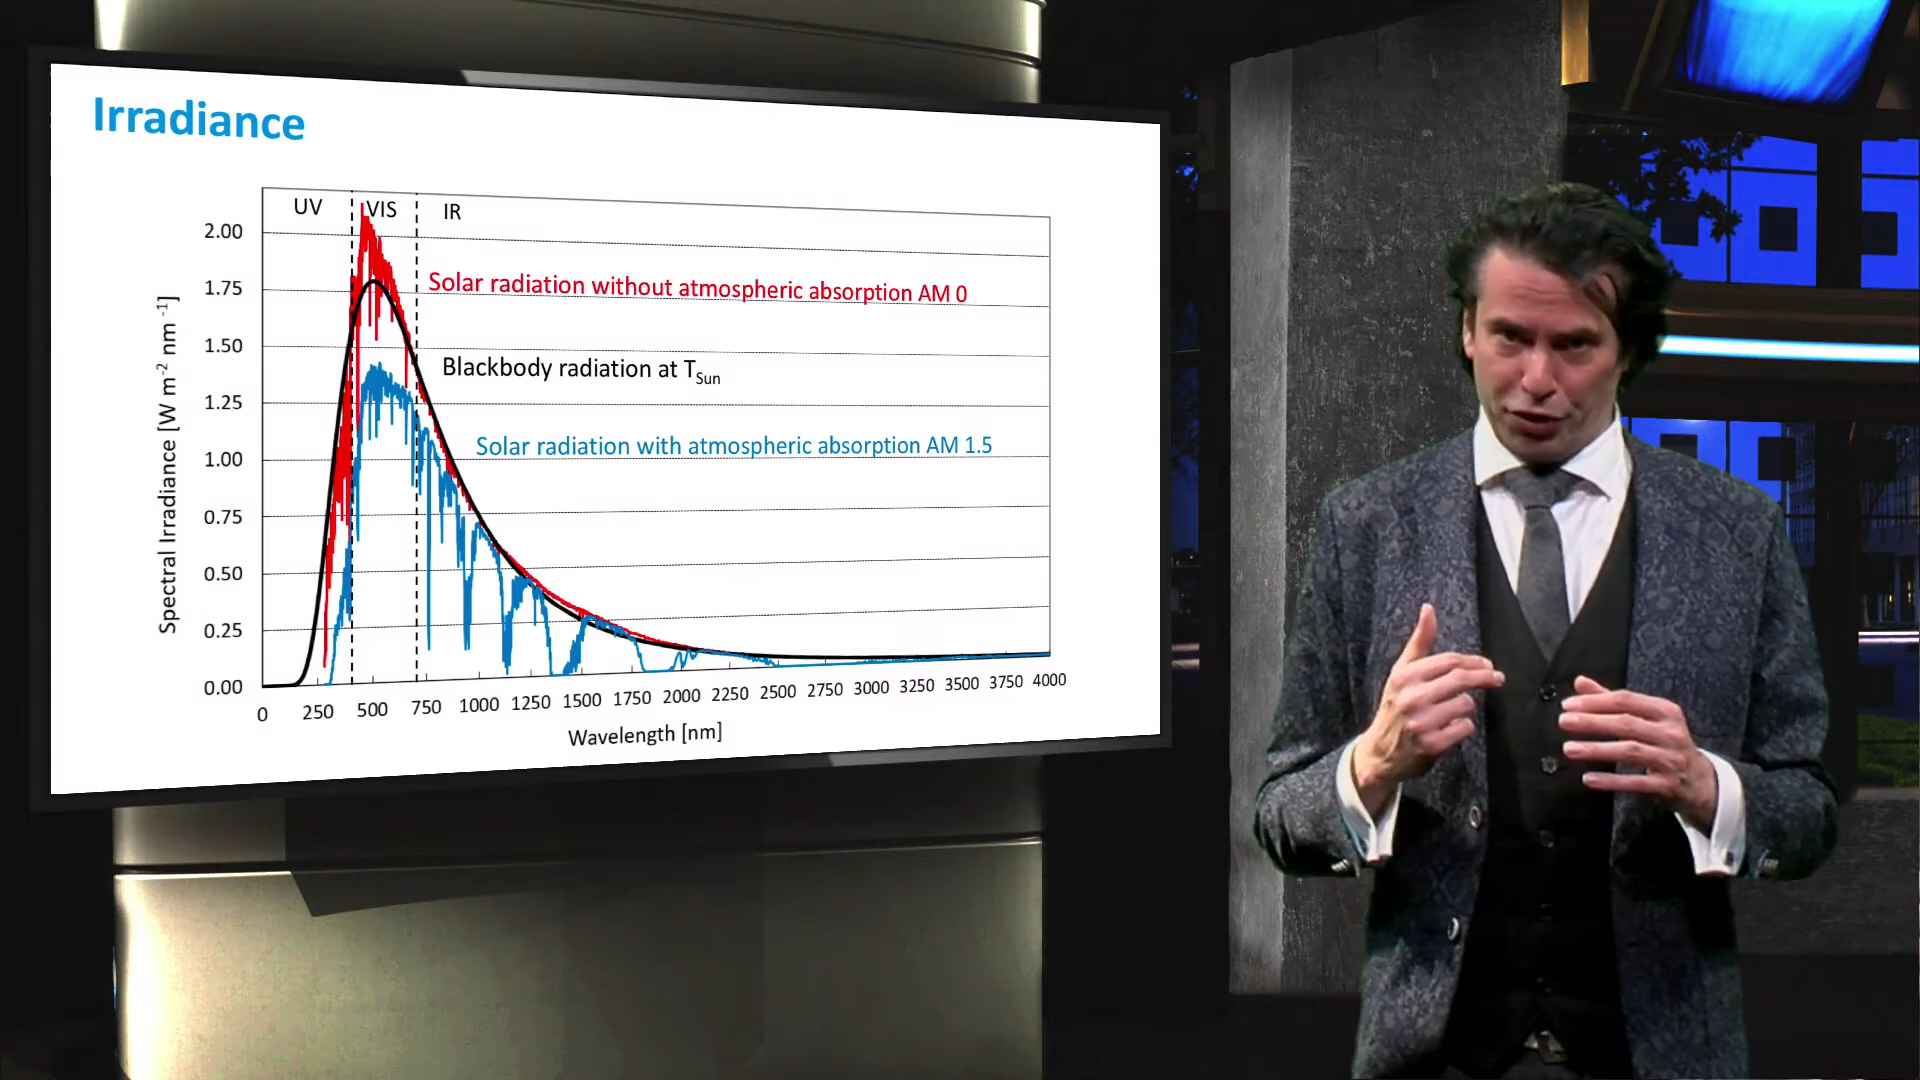 Irradiance
UV VIS IR
2.00
1.75
1.50
1.25
1.00
0.75
0.50
0.25
0.00
Spectral Irradiance [W m-2 nm -1]
Solar radiation without atmospheric absorption AM 0
Blackbody radiation at TSun
Solar radiation with atmospheric absorption AM 1.5
0 250 500 750 1000 1250 1500 1750 2000 2250 2500 2750 3000 3250 3500 3750 4000
Wavelength [nm]